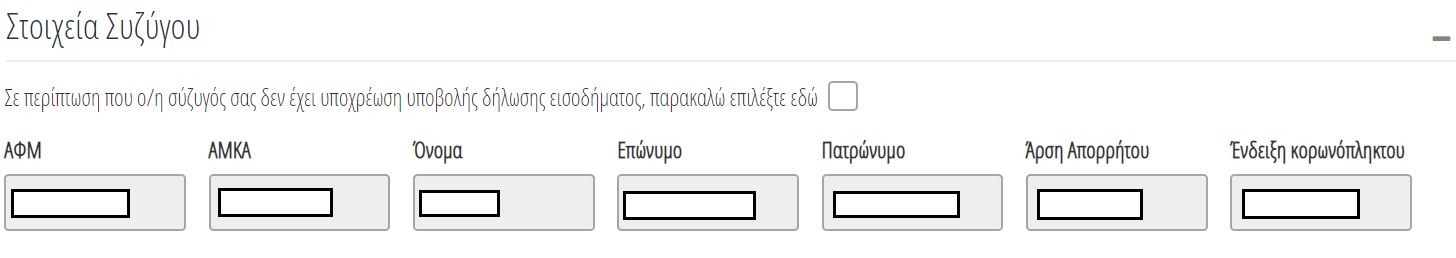 Στοιχεία Συζύγου
Σε περίπτωση που ο/η σύζυγός σας δεν έχει υποχρέωση υποβολής δήλωσης εισοδήματος, παρακαλώ επιλέξτε εδώ
ΑΦΜ ΑΜΚΑ Όνομα Επώνυμο Πατρώνυμο Άρση Απορρήτου Ένδειξη κορωνόπληκτου